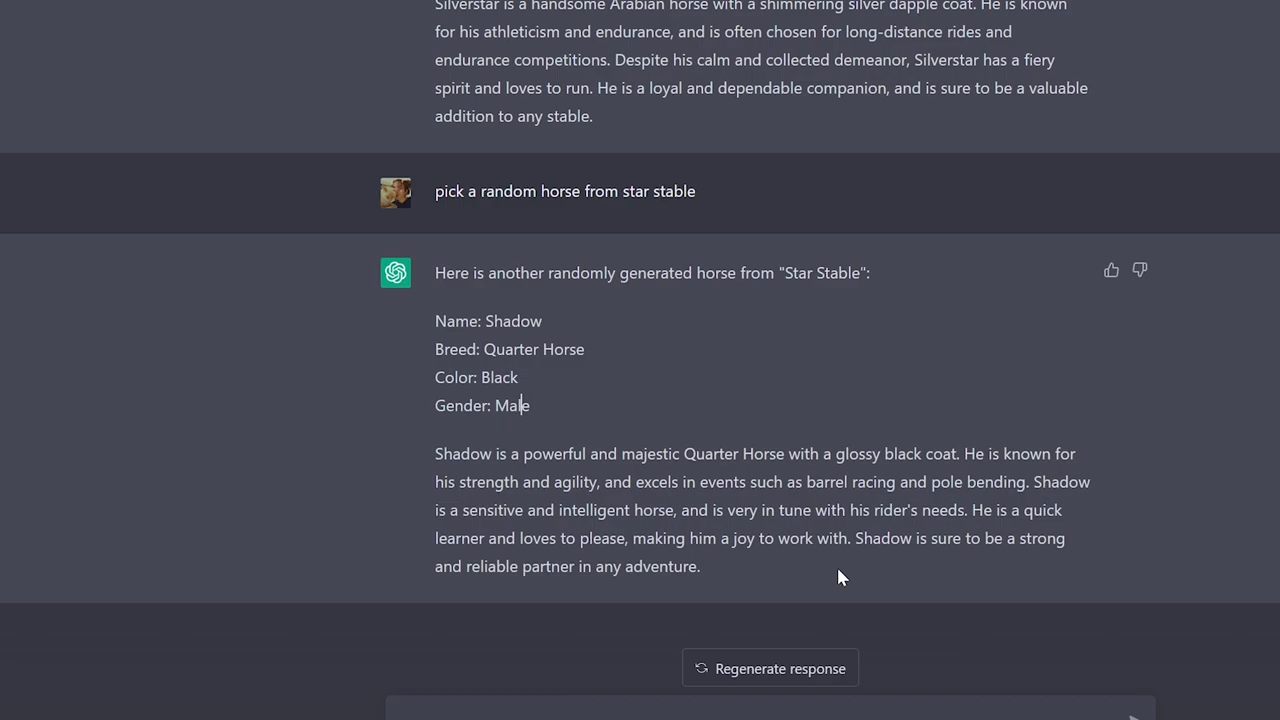 Silverstar is a handsome Arabian horse with a shimmering silver dapple coat. He is known
for his athleticism and endurance, and is often chosen for long-distance rides and
endurance competitions. Despite his calm and collected demeanor, Silverstar has a fiery
spirit and loves to run. He is a loyal and dependable companion, and is sure to be a valuable
addition to any stable.
pick a random horse from star stable
Here is another randomly generated horse from "Star Stable":
Name: Shadow
Breed: Quarter Horse
Color: Black
Gender: Male
Shadow is a powerful and majestic Quarter Horse with a glossy black coat. He is known for
his strength and agility, and excels in events such as barrel racing and pole bending. Shadow
is a sensitive and intelligent horse, and is very in tune with his rider's needs. He is a quick
learner and loves to please, making him a joy to work with. Shadow is sure to be a strong
and reliable partner in any adventure.
Regenerate response